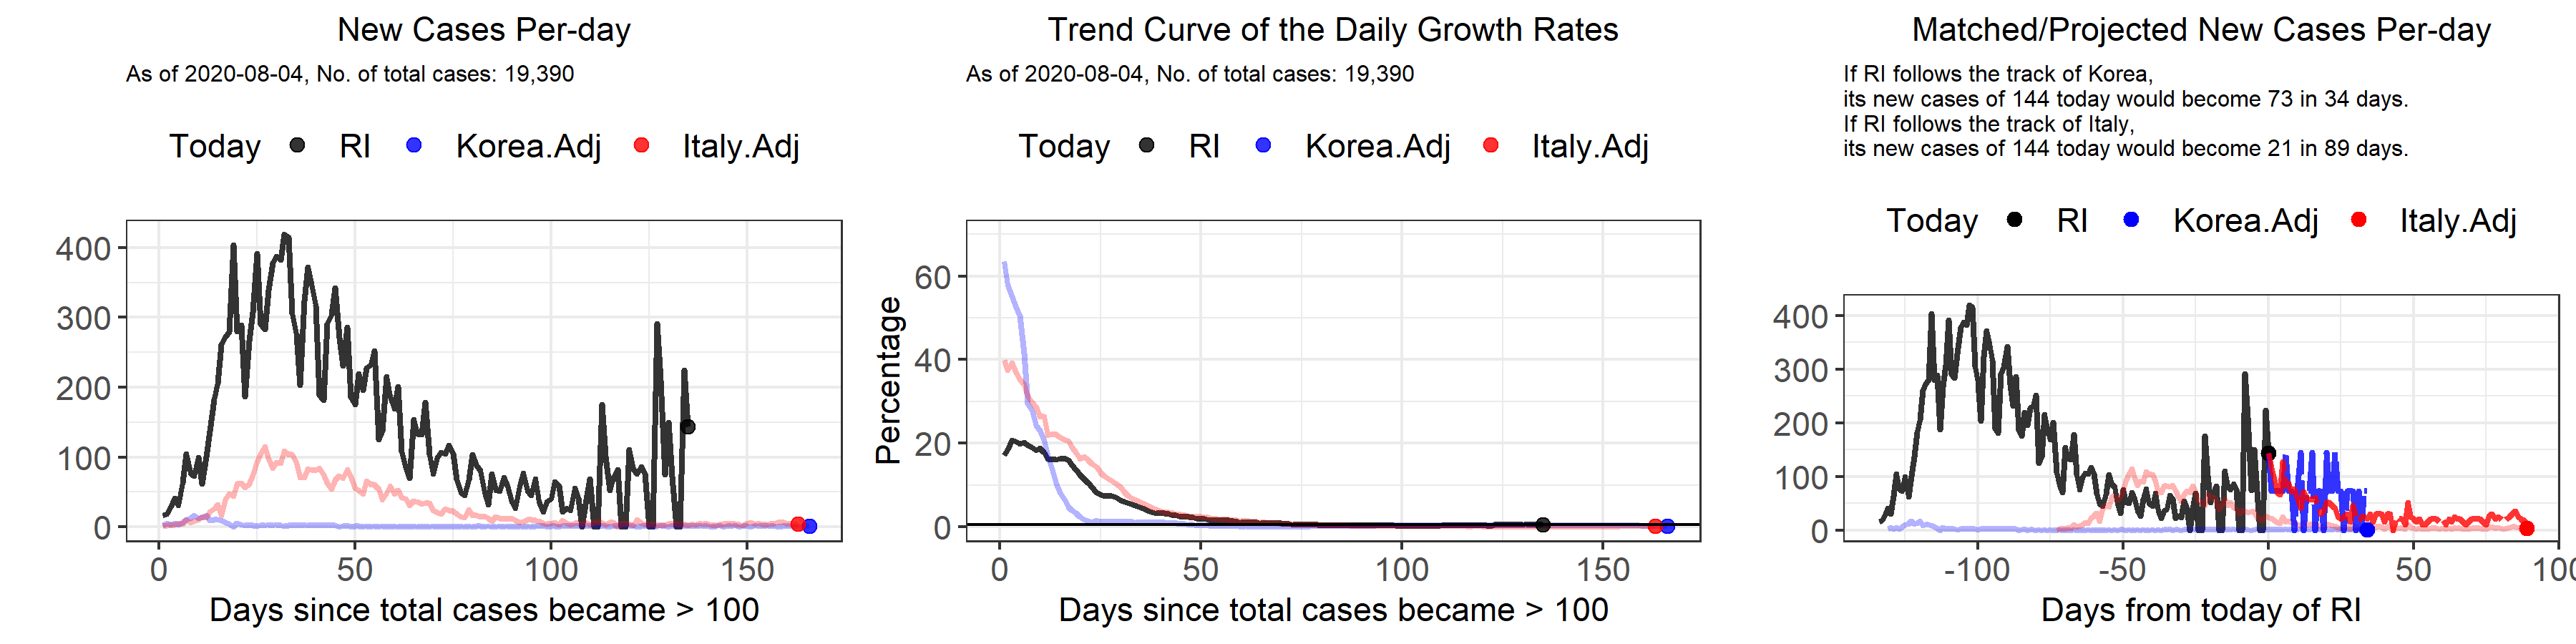 New Cases Per-day
As of 2020-08-04, No. of total cases: 19,390
Today RI Korea.Adj Italy.Adj
400
300
200
100
0
0 50 100 150
Days since total cases became > 100
Trend Curve of the Daily Growth Rates
As of 2020-08-04, No. of total cases: 19,390
Today RI Korea.Adj Italy.Adj
Percentage
60
40
20
0
0 50 100 150
Days since total cases became > 100
Matched/Projected New Cases Per-day
If RI follows the track of Korea,
its new cases of 144 today would become 73 in 34 days.
If RI follows the track of Italy,
its new cases of 144 today would become 21 in 89 days.
Today RI Korea.Adj Italy.Adj
400
300
200
100
0
-100 -50 0 50 100
Days from today of RI